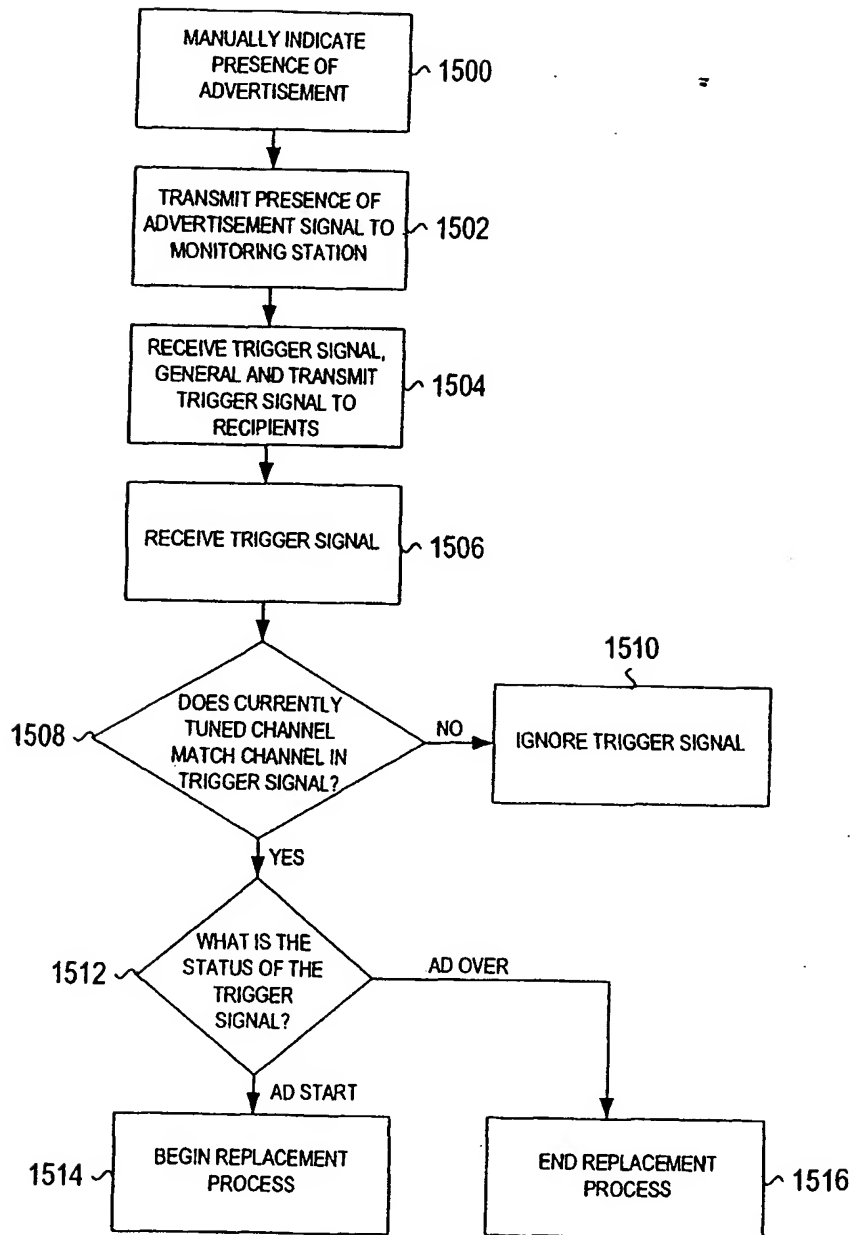 MANUALLY INDICATE
PRESENCE OF
ADVERTISEMENT
1500
TRANSMIT PRESENCE OF
ADVERTISEMENT SIGNAL TO
MONITORING STATION
1502
RECEIVE TRIGGER SIGNAL,
GENERAL AND TRANSMIT
TRIGGER SIGNAL TO
RECIPIENTS
1504
RECEIVE TRIGGER SIGNAL
1506
1508
DOES CURRENTLY
TUNED CHANNEL
MATCH CHANNEL IN
TRIGGER SIGNAL?
NO
1510
IGNORE TRIGGER SIGNAL
YES
1512
WHAT IS THE
STATUS OF THE
TRIGGER
SIGNAL?
AD OVER
AD START
1514
BEGIN REPLACEMENT
PROCESS
END REPLACEMENT
PROCESS
1516